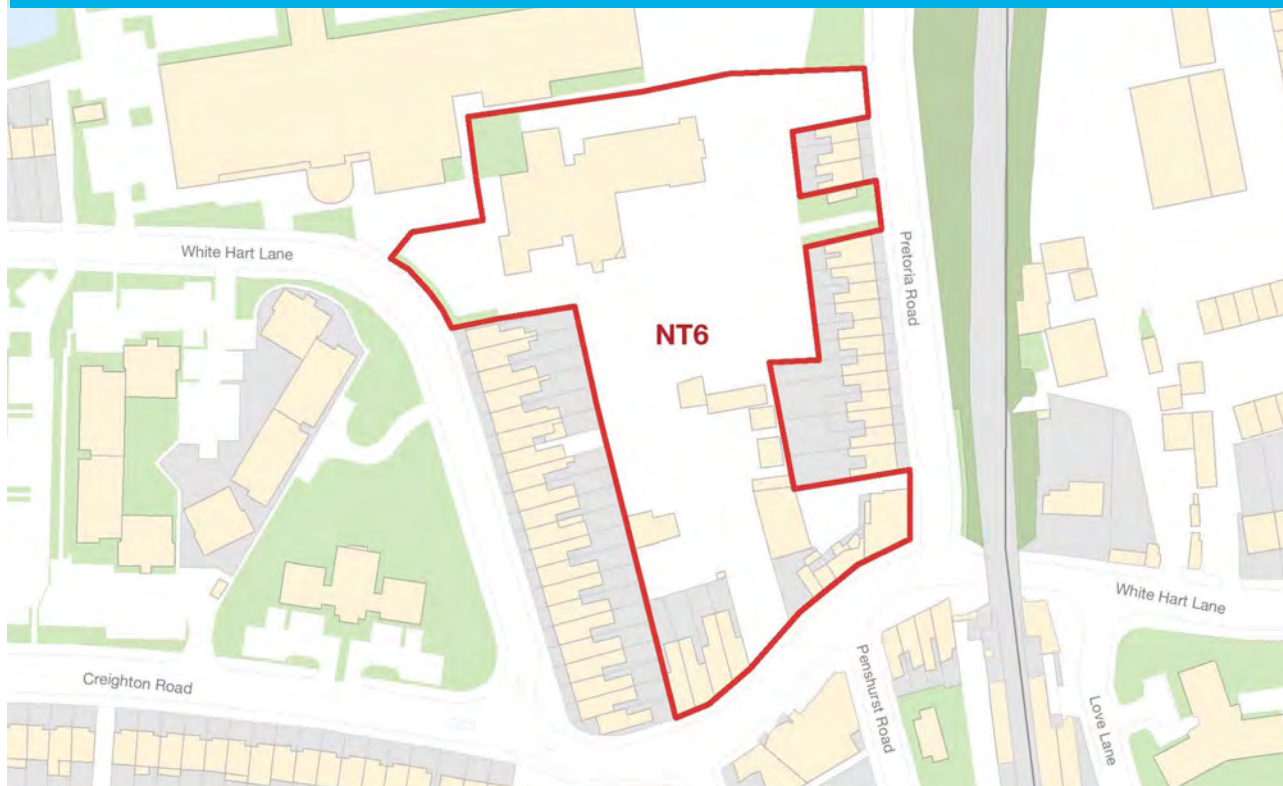 White Hart Lane
Pretoria Road
NT6
White Hart Lane
Creighton Road
Penshurst Road
Love Lane